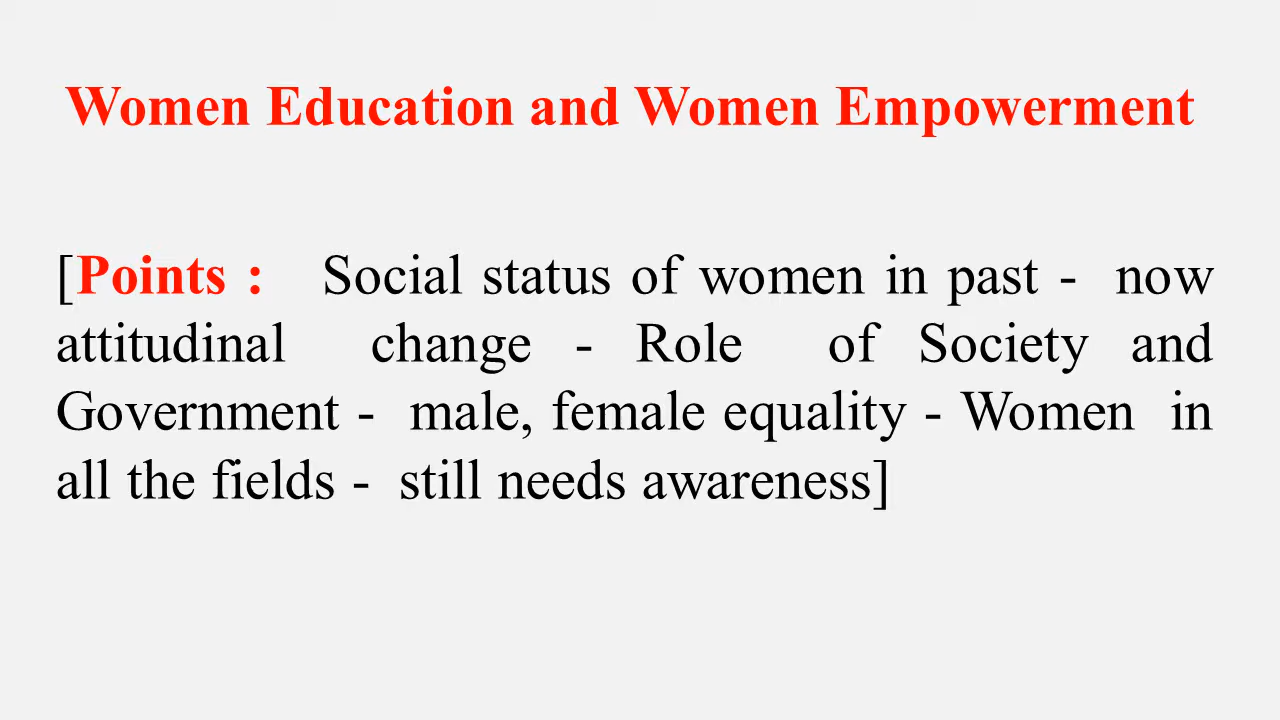 Women Education and Women Empowerment
[Points : Social status of women in past - now
attitudinal change - Role of Society and
Government - male, female equality - Women in
all the fields - still needs awareness]